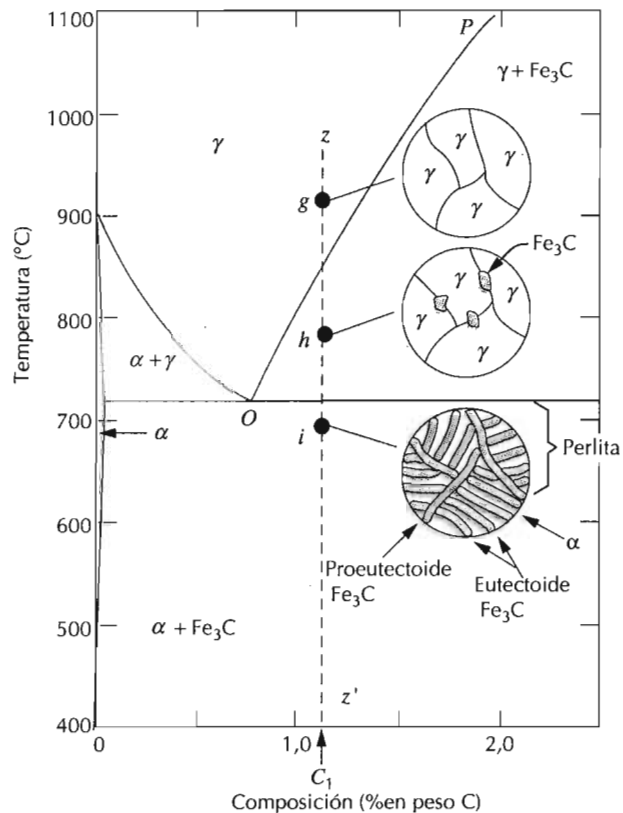 1100
P
γ + Fe₃C
1000
z
γ
γ
γ
γ
γ
g
900
Fe₃C
γ
γ
γ
γ
h
800
α + γ
Temperatura (°C)
O
700
α
i
Perlita
600
α
Proeutectoide
Fe₃C
Eutectoide
Fe₃C
α + Fe₃C
500
z'
400
0
1,0
2,0
C₁
Composición (%en peso C)